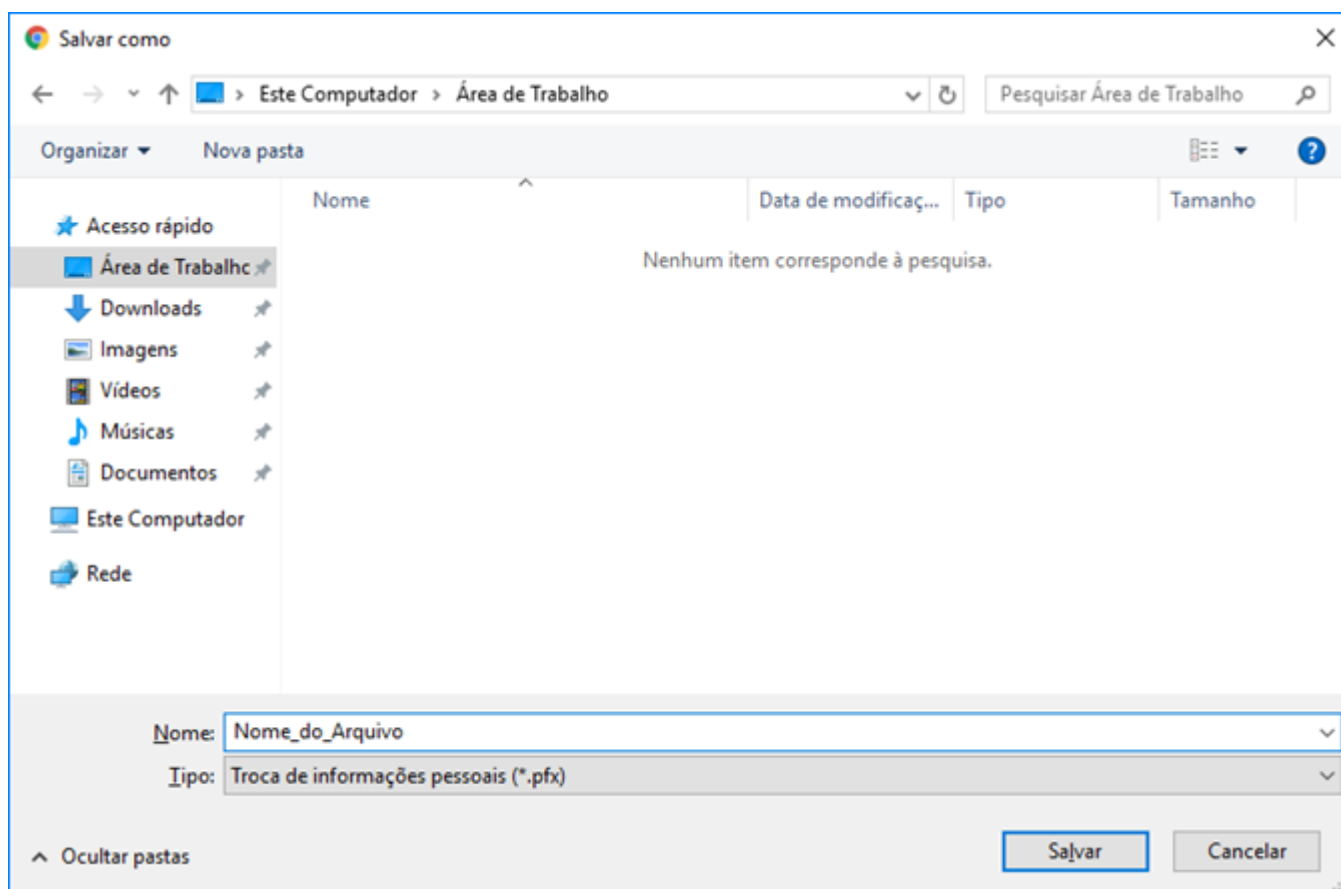 Salvar como
Este Computador > Área de Trabalho
Pesquisar Área de Trabalho
Organizar
Nova pasta
Nome
Data de modificaç...
Tipo
Tamanho
Nenhum item corresponde à pesquisa.
Acesso rápido
Área de Trabalhc
Downloads
Imagens
Vídeos
Músicas
Documentos
Este Computador
Rede
Nome: Nome_do_Arquivo
Tipo: Troca de informações pessoais (*.pfx)
Ocultar pastas
Salvar
Cancelar